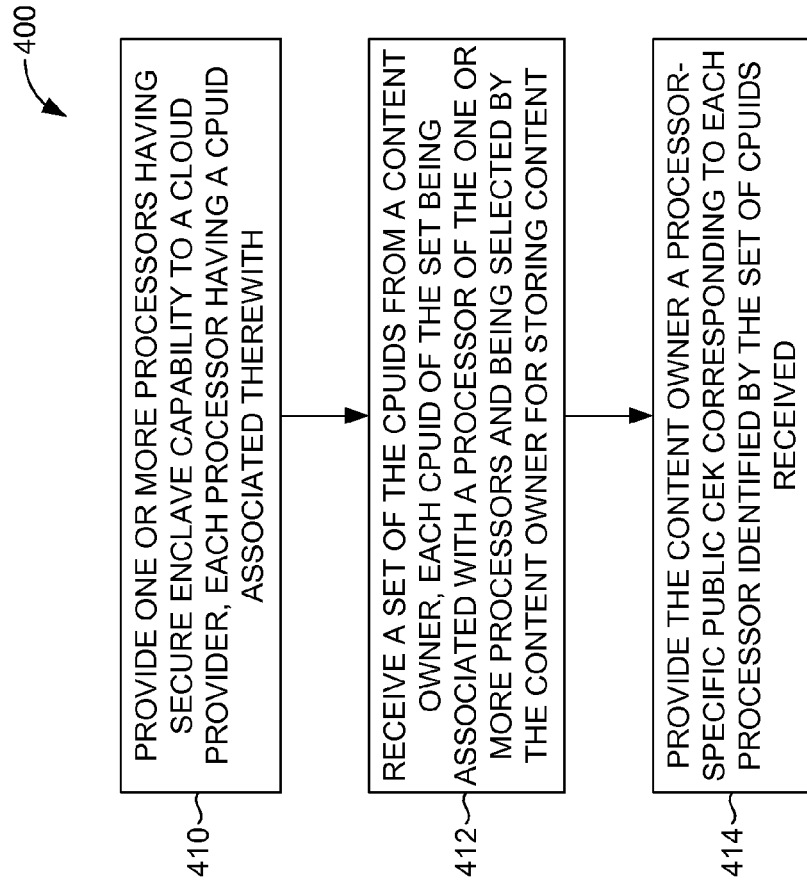 400
410
PROVIDE ONE OR MORE PROCESSORS HAVING
SECURE ENCLAVE CAPABILITY TO A CLOUD
PROVIDER, EACH PROCESSOR HAVING A CPUID
ASSOCIATED THEREWITH
412
RECEIVE A SET OF THE CPUIDS FROM A CONTENT
OWNER, EACH CPUID OF THE SET BEING
ASSOCIATED WITH A PROCESSOR OF THE ONE OR
MORE PROCESSORS AND BEING SELECTED BY
THE CONTENT OWNER FOR STORING CONTENT
414
PROVIDE THE CONTENT OWNER A PROCESSOR-
SPECIFIC PUBLIC CEK CORRESPONDING TO EACH
PROCESSOR IDENTIFIED BY THE SET OF CPUIDS
RECEIVED